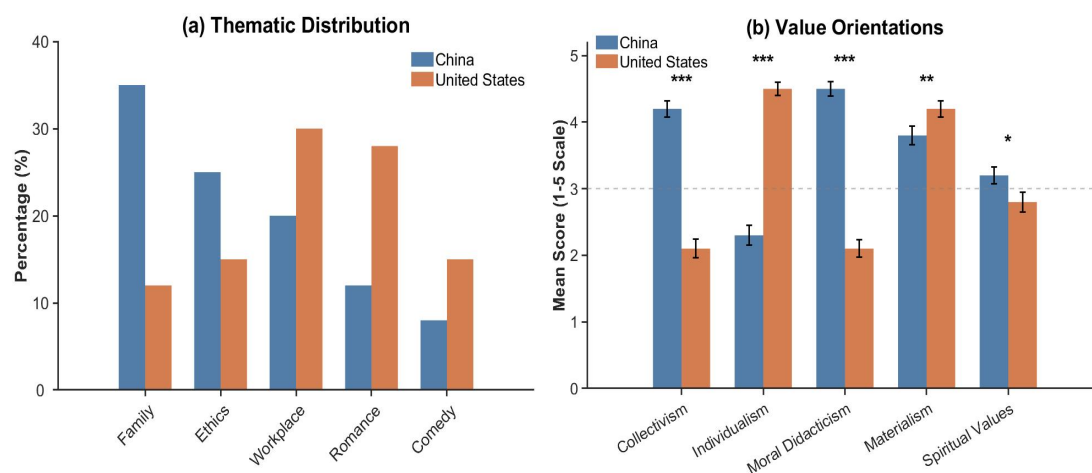 (a) Thematic Distribution
China
United States
Percentage (%)
40
30
20
10
0
Family
Ethics
Workplace
Romance
Comedy
(b) Value Orientations
China
United States
Mean Score (1-5 Scale)
5
4
3
2
1
0
***
***
***
**
*
Collectivism
Individualism
Moral Didacticism
Materialism
Spiritual Values